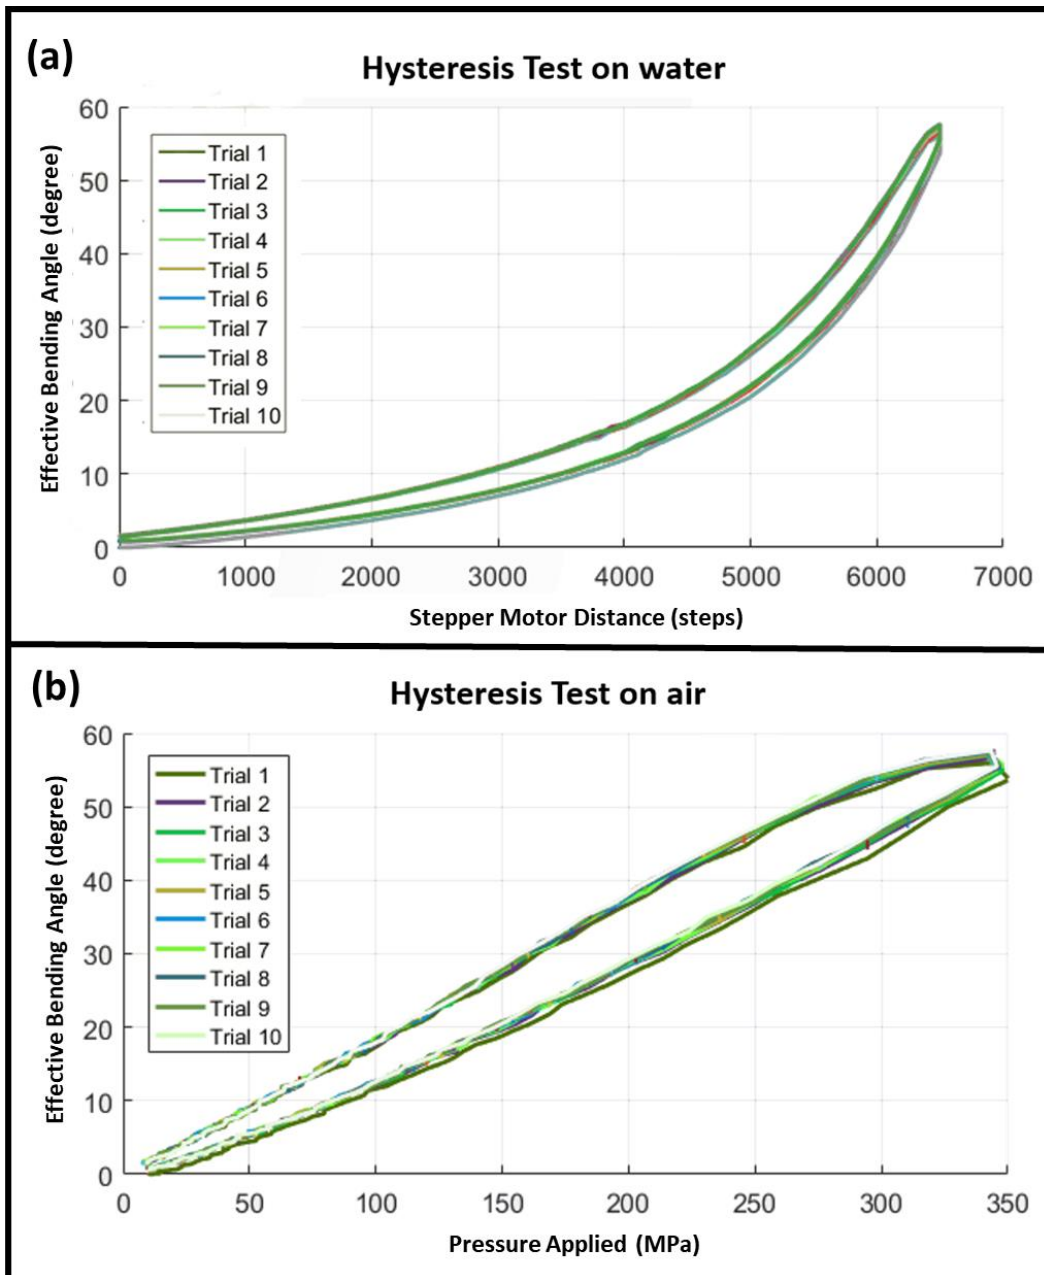 (a)
Hysteresis Test on water
Effective Bending Angle (degree)
60
50
40
30
20
10
0
Trial 1
Trial 2
Trial 3
Trial 4
Trial 5
Trial 6
Trial 7
Trial 8
Trial 9
Trial 10
0 1000 2000 3000 4000 5000 6000 7000
Stepper Motor Distance (steps)
(b)
Hysteresis Test on air
Effective Bending Angle (degree)
60
50
40
30
20
10
0
Trial 1
Trial 2
Trial 3
Trial 4
Trial 5
Trial 6
Trial 7
Trial 8
Trial 9
Trial 10
0 50 100 150 200 250 300 350
Pressure Applied (MPa)